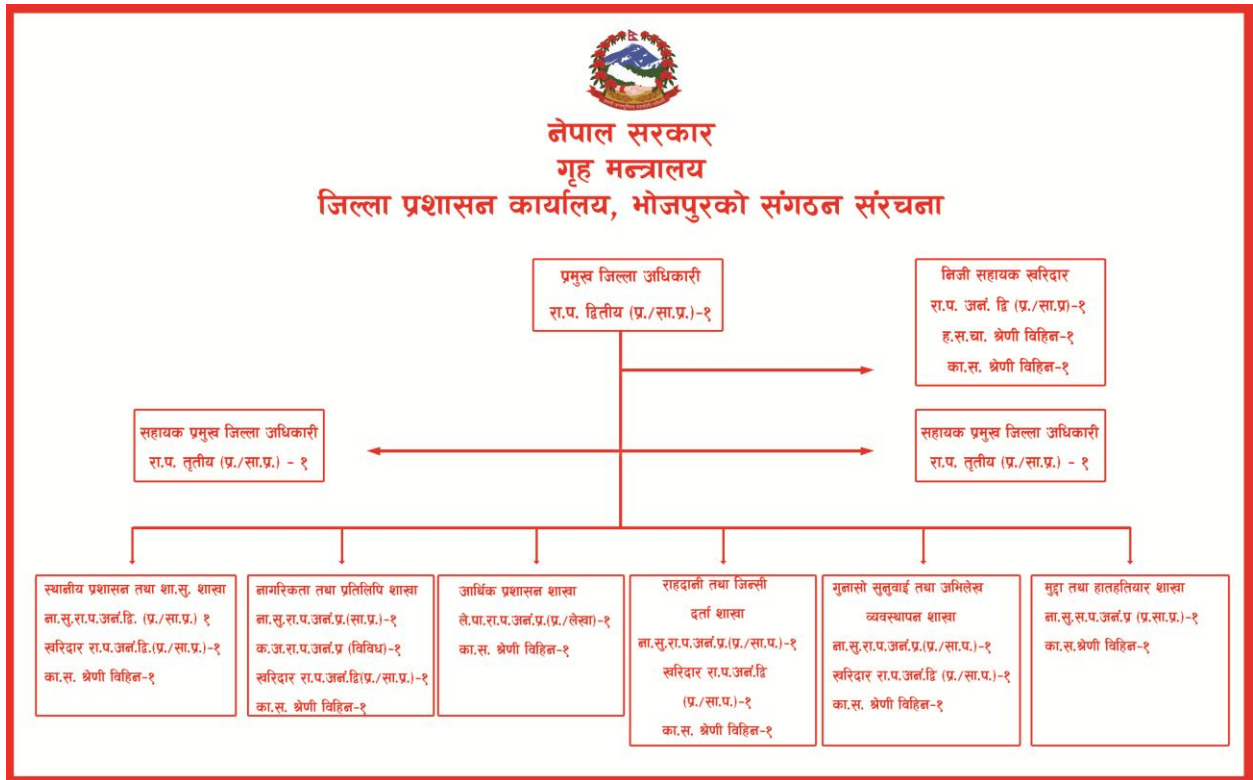 नेपाल सरकार
गृह मन्त्रालय
जिल्ला प्रशासन कार्यालय, भोजपुरको संगठन संरचना
प्रमुख जिल्ला अधिकारी
रा.प. द्वितीय (प्र./सा.प्र.)-१
निजी सहायक खरिदार
रा.प. अनं. द्वि (प्र./सा.प्र)-१
ह.स.चा. श्रेणी विहिन-१
का.स. श्रेणी विहिन-१
सहायक प्रमुख जिल्ला अधिकारी
रा.प. तृतीय (प्र./सा.प्र.) - १
सहायक प्रमुख जिल्ला अधिकारी
रा.प. तृतीय (प्र./सा.प्र.) - १
स्थानीय प्रशासन तथा शा.सु. शाखा
ना.सु.रा.प.अनं.द्वि. (प्र./सा.प्र.) १
खरिदार रा.प.अनं.द्वि.(प्र./सा.प्र.)-१
का.स. श्रेणी विहिन-१
नागरिकता तथा प्रतिलिपि शाखा
ना.सु.रा.प.अनं.प्र.(सा.प्र.)-१
क.अ.रा.प.अनं.प्र (विविध)-१
खरिदार रा.प.अनं.द्वि(प्र./सा.प्र.)-१
का.स. श्रेणी विहिन-१
आर्थिक प्रशासन शाखा
ले.पा.रा.प.अनं.प्र.(प्र./लेखा)-१
का.स. श्रेणी विहिन-१
राहदानी तथा जिन्सी
दर्ता शाखा
ना.सु.रा.प.अनं.प्र.(प्र./सा.प.)-१
खरिदार रा.प.अनं.द्वि
(प्र./सा.प.)-१
का.स. श्रेणी विहिन-१
गुनासो सुनुवाई तथा अभिलेख
व्यवस्थापन शाखा
ना.सु.रा.प.अनं.प्र.(प्र./सा.प.)-१
खरिदार रा.प.अनं.द्वि (प्र./सा.प.)-१
का.स. श्रेणी विहिन-१
मुद्दा तथा हातहतियार शाखा
ना.सु.स.प.अनं.प्र (प्र.सा.प्र.)-१
का.स.श्रेणी विहिन-१